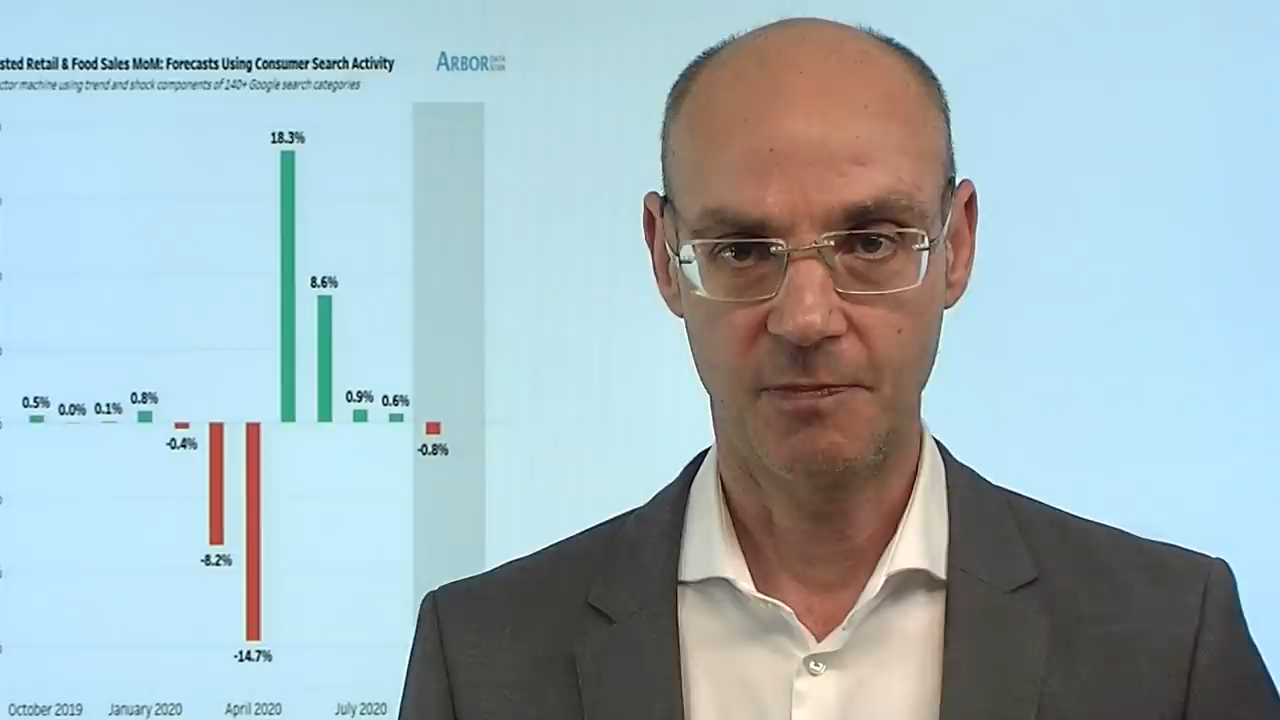 sted Retail & Food Sales MoM: Forecasts Using Consumer Search Activity
ctor machine using trend and shock components of 140+ Google search categories
ARBOR DATA SCIENCE
18.3%
8.6%
0.5%
0.0%
0.1%
0.8%
0.9%
0.6%
-0.4%
-0.8%
-8.2%
-14.7%
October 2019
January 2020
April 2020
July 2020